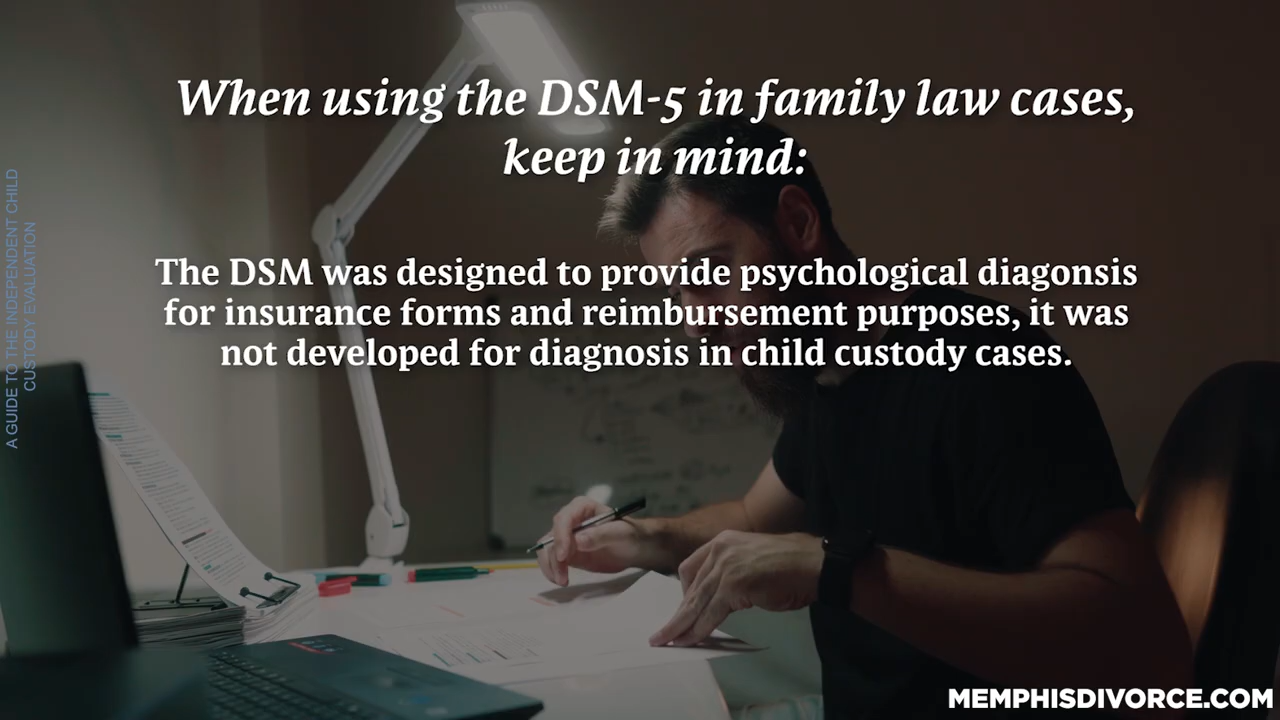 When using the DSM-5 in family law cases,
keep in mind:
The DSM was designed to provide psychological diagonsis
for insurance forms and reimbursement purposes, it was
not developed for diagnosis in child custody cases.
A GUIDE TO THE INDEPENDENT CHILD
CUSTODY EVALUATION
MEMPHISDIVORCE.COM